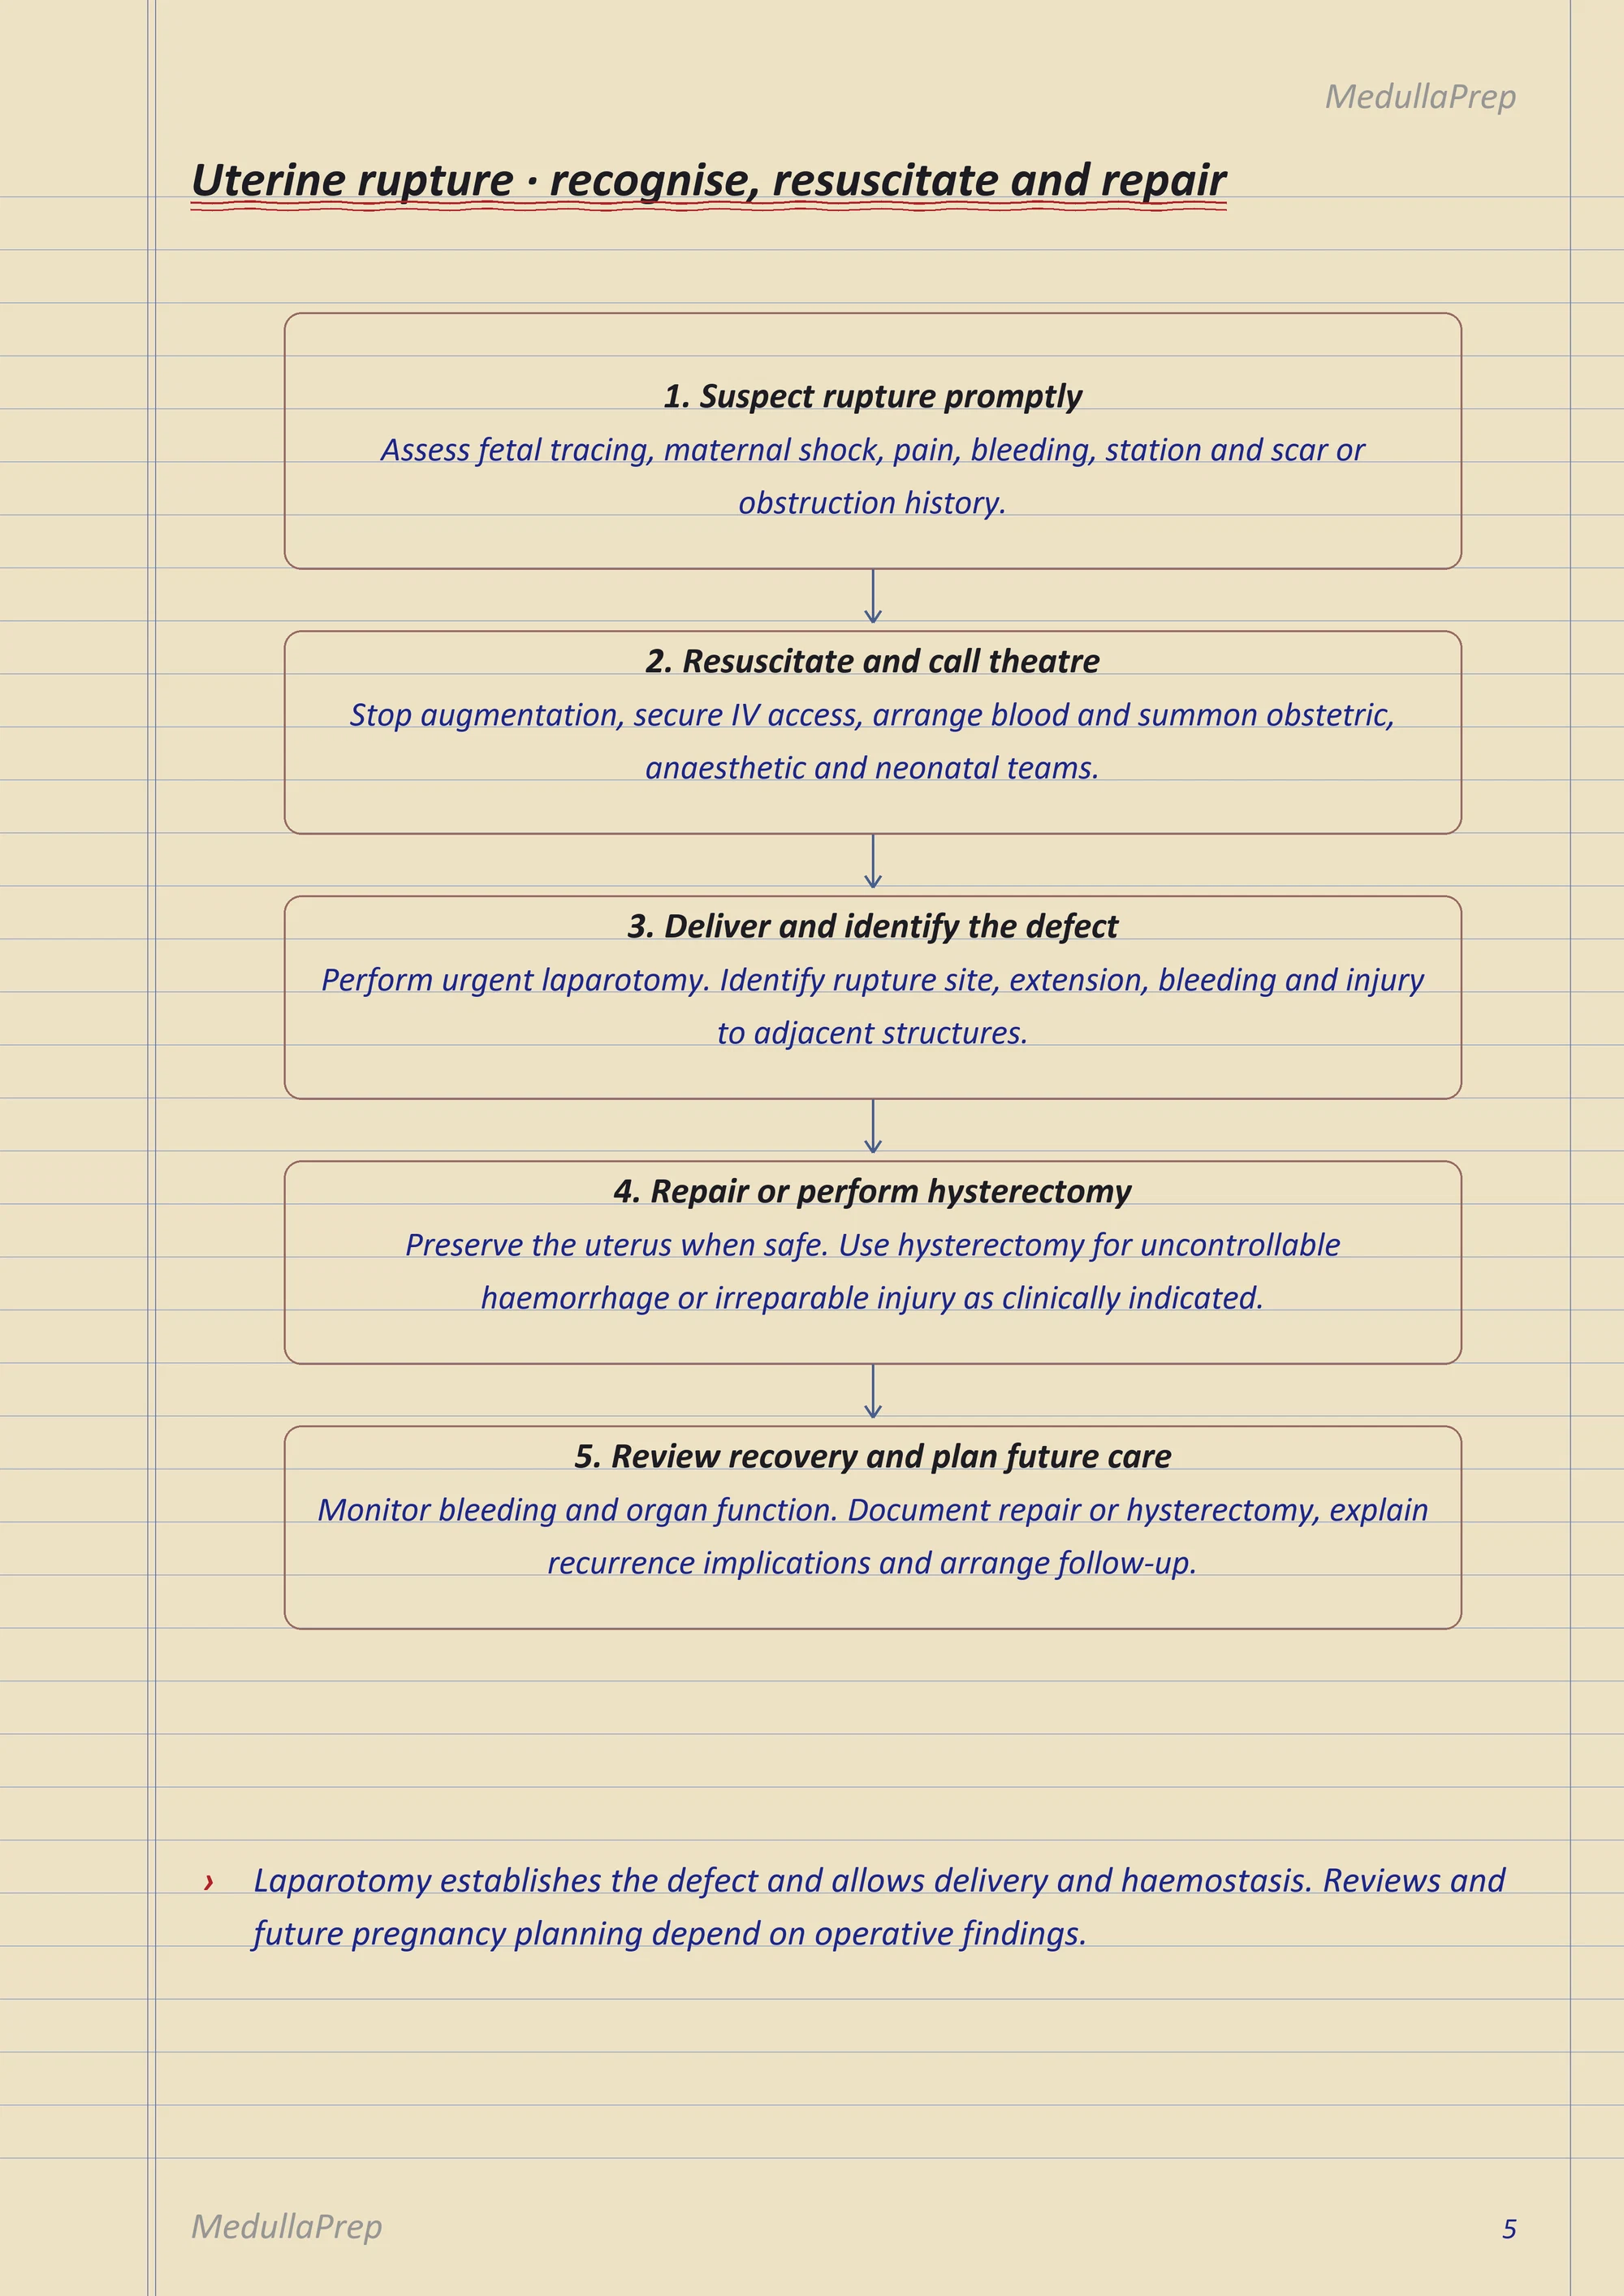 MedullaPrep
Uterine rupture · recognise, resuscitate and repair
1. Suspect rupture promptly
Assess fetal tracing, maternal shock, pain, bleeding, station and scar or
obstruction history.
2. Resuscitate and call theatre
Stop augmentation, secure IV access, arrange blood and summon obstetric,
anaesthetic and neonatal teams.
3. Deliver and identify the defect
Perform urgent laparotomy. Identify rupture site, extension, bleeding and injury
to adjacent structures.
4. Repair or perform hysterectomy
Preserve the uterus when safe. Use hysterectomy for uncontrollable
haemorrhage or irreparable injury as clinically indicated.
5. Review recovery and plan future care
Monitor bleeding and organ function. Document repair or hysterectomy, explain
recurrence implications and arrange follow-up.
› Laparotomy establishes the defect and allows delivery and haemostasis. Reviews and
future pregnancy planning depend on operative findings.
MedullaPrep
5